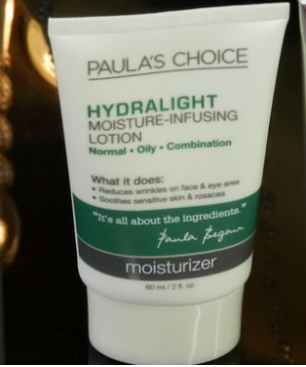 PAULA'S CHOICE
HYDRALIGHT
MOISTURE-INFUSING
LOTION
Normal • Oily • Combination
What it does:
• Reduces wrinkles on face & eye area
• Soothes sensitive skin & rosacea
"It's all about the ingredients."
Paula Begoun
moisturizer
60 ml / 2 fl. oz.